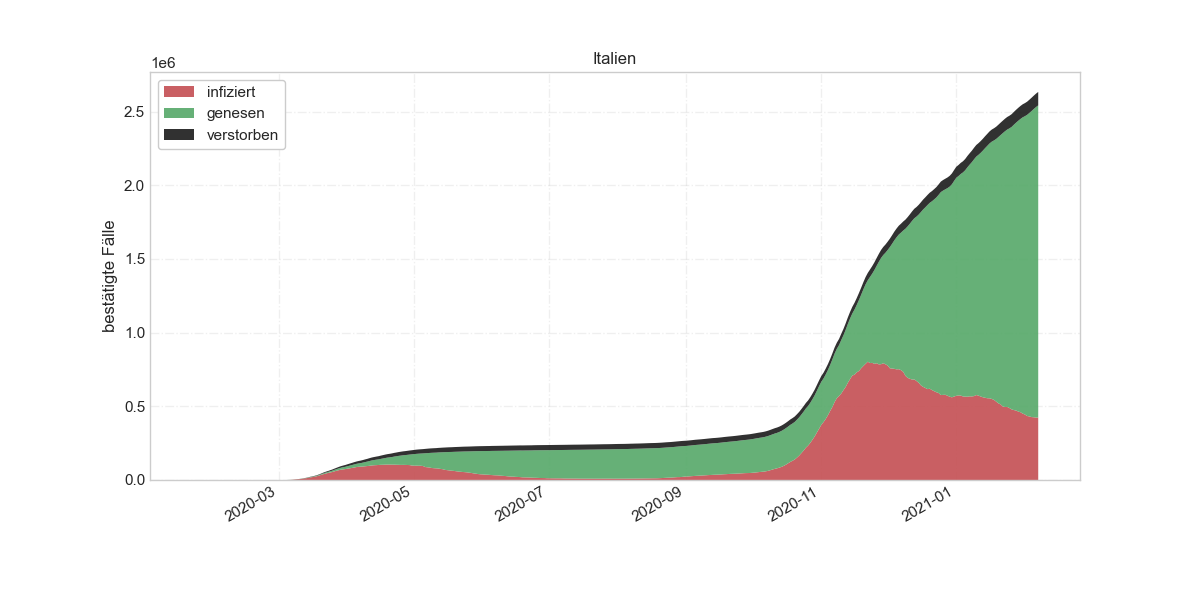 Italien
1e6
infiziert
genesen
verstorben
bestätigte Fälle
2.5
2.0
1.5
1.0
0.5
0.0
2020-03
2020-05
2020-07
2020-09
2020-11
2021-01